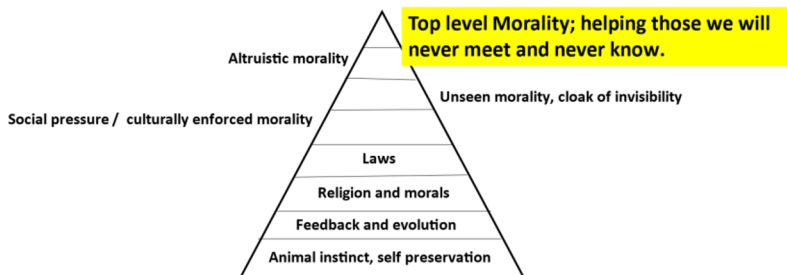 Top level Morality; helping those we will
never meet and never know.
Altruistic morality
Unseen morality, cloak of invisibility
Social pressure / culturally enforced morality
Laws
Religion and morals
Feedback and evolution
Animal instinct, self preservation